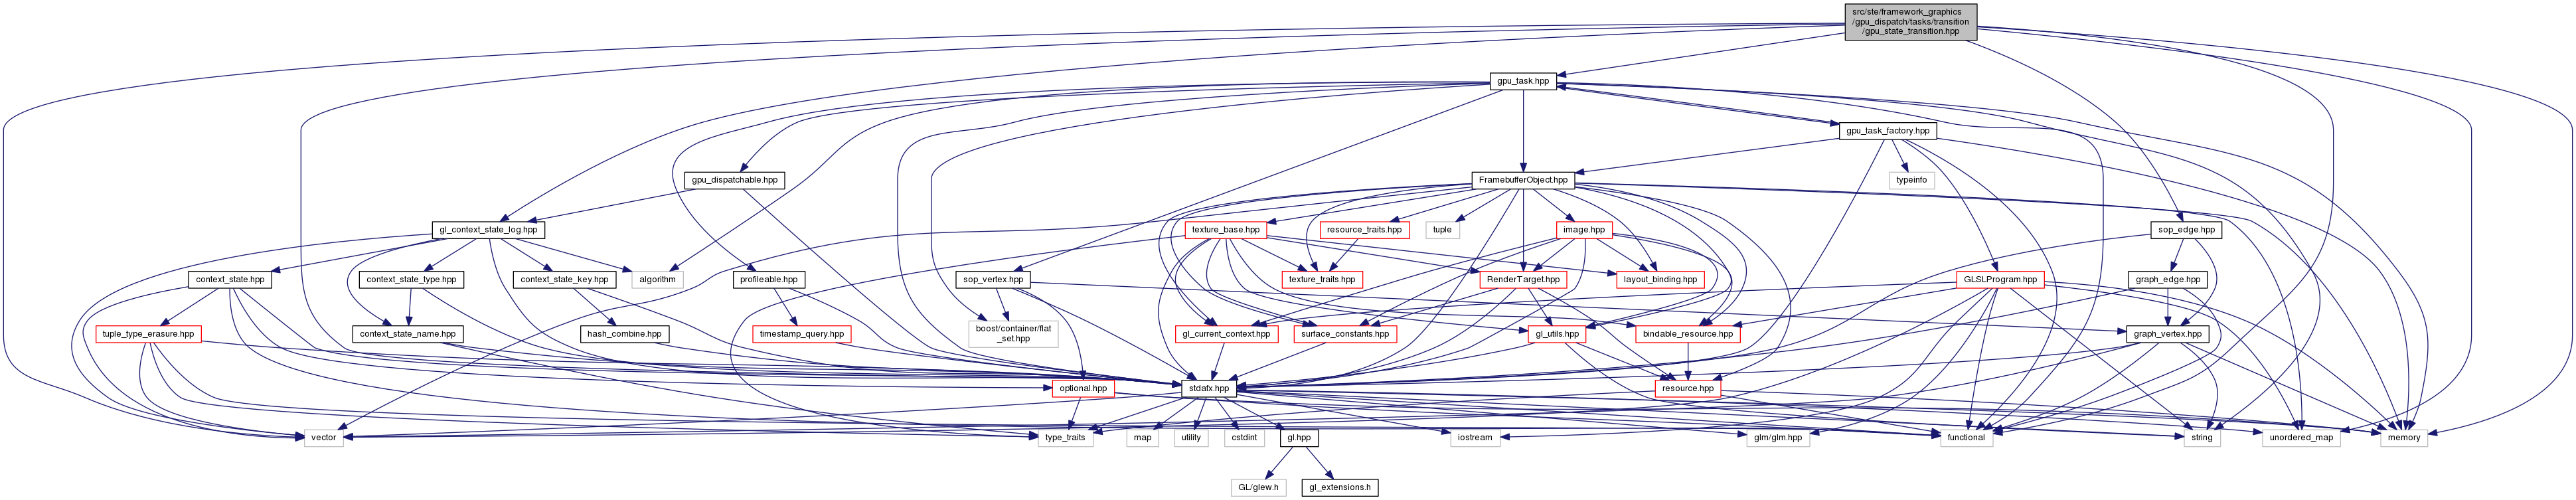 src/ste/framework_graphics
/gpu_dispatch/tasks/transition
/gpu_state_transition.hpp
gpu_task.hpp
gpu_task_factory.hpp
gpu_dispatchable.hpp
FramebufferObject.hpp
typeinfo
gl_context_state_log.hpp
texture_base.hpp
resource_traits.hpp
tuple
image.hpp
sop_edge.hpp
context_state.hpp
context_state_type.hpp
context_state_key.hpp
algorithm
profileable.hpp
sop_vertex.hpp
texture_traits.hpp
RenderTarget.hpp
layout_binding.hpp
GLSLProgram.hpp
graph_edge.hpp
tuple_type_erasure.hpp
context_state_name.hpp
hash_combine.hpp
timestamp_query.hpp
boost/container/flat
_set.hpp
gl_current_context.hpp
surface_constants.hpp
gl_utils.hpp
bindable_resource.hpp
graph_vertex.hpp
optional.hpp
stdafx.hpp
resource.hpp
vector
type_traits
map
utility
cstdint
gl.hpp
iostream
glm/glm.hpp
functional
string
unordered_map
memory
GL/glew.h
gl_extensions.h